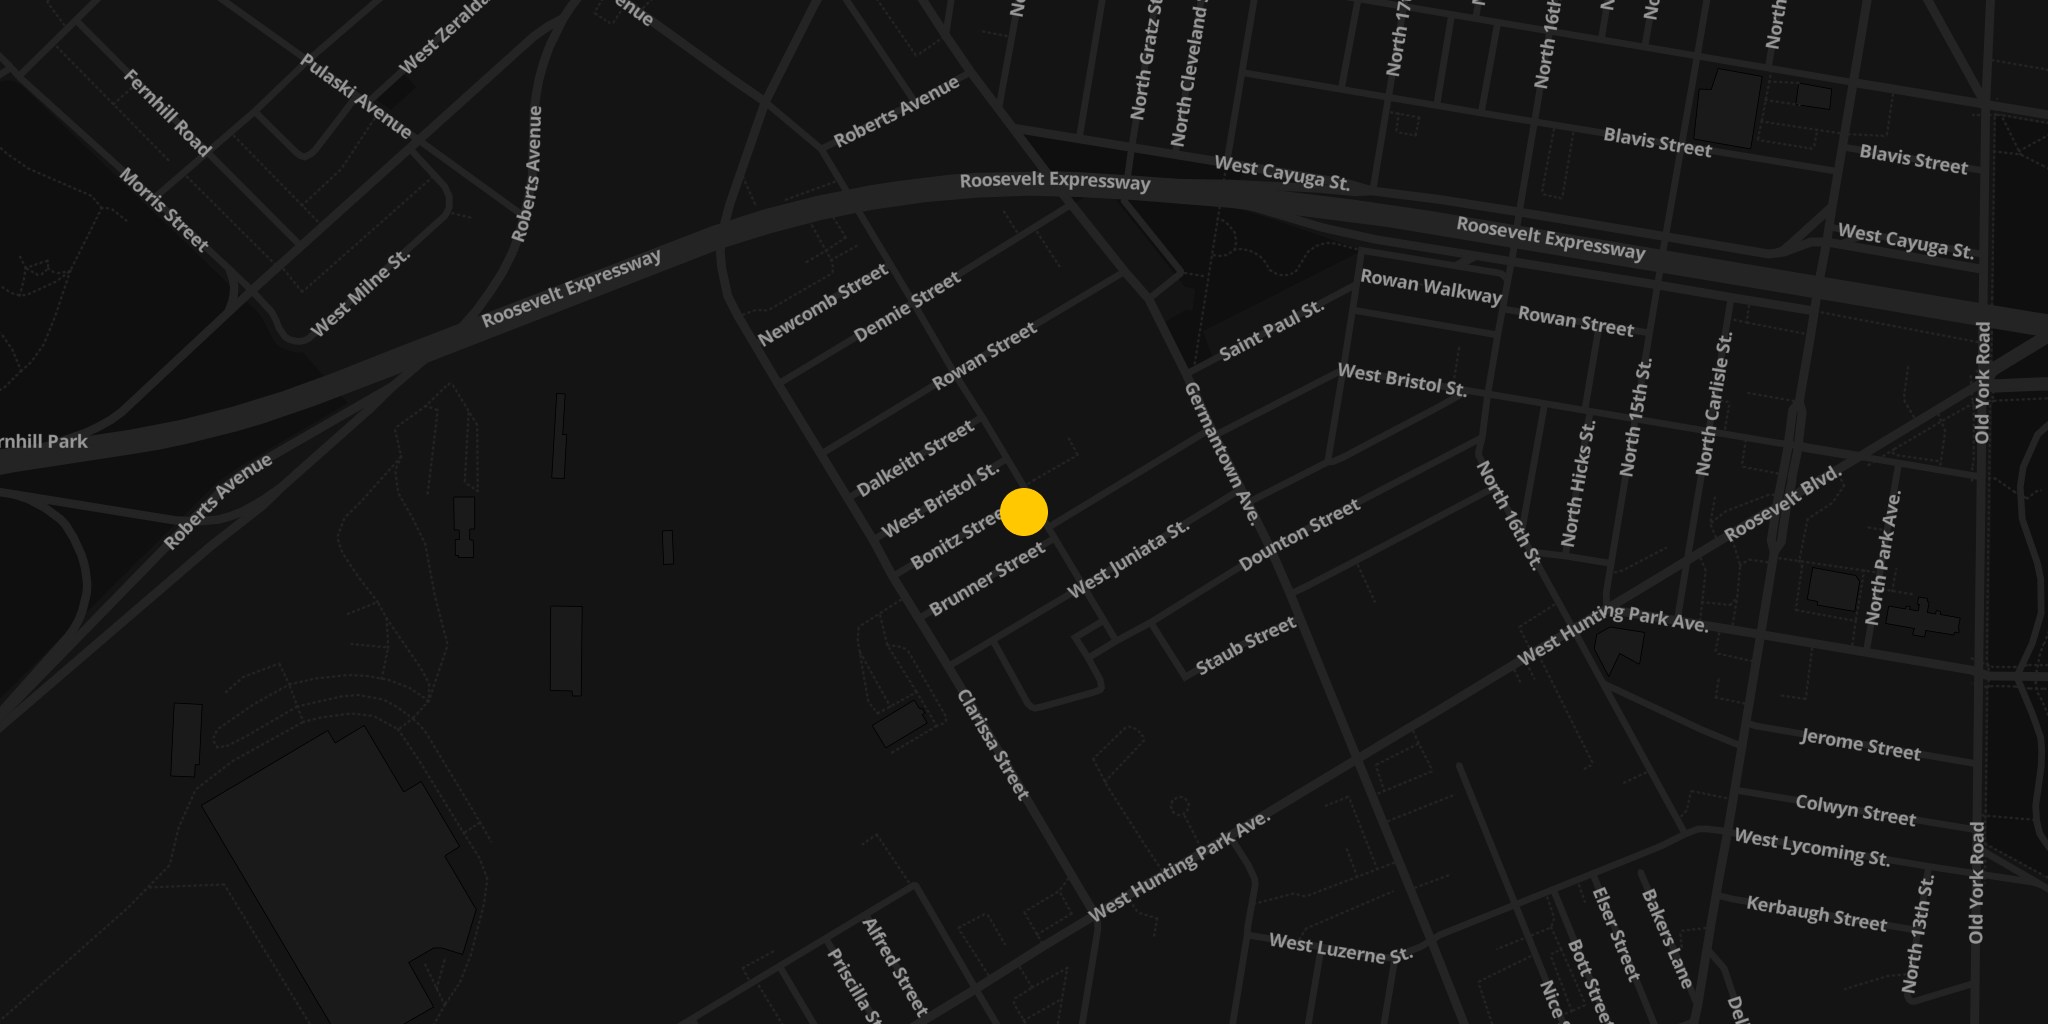 West Zeralda
enue
North Gratz St
North Cleveland S
North 17
North 16th
North
Pulaski Avenue
Fernhill Road
Morris Street
Roberts Avenue
Roberts Avenue
Blavis Street
Blavis Street
Roosevelt Expressway
West Cayuga St.
Roosevelt Expressway
West Cayuga St.
West Milne St.
Roosevelt Expressway
Newcomb Street
Dennie Street
Rowan Street
Saint Paul St.
Rowan Walkway
Rowan Street
Old York Road
West Bristol St.
North 15th St.
North Carlisle St.
North Hicks St.
rnhill Park
Roberts Avenue
Dalkeith Street
West Bristol St.
Bonitz Stree
Brunner Street
Germantown Ave.
West Juniata St.
Dounton Street
North 16th St.
Roosevelt Blvd.
North Park Ave.
Staub Street
West Hunting Park Ave.
Clarissa Street
Jerome Street
Colwyn Street
West Lycoming St.
Kerbaugh Street
Old York Road
North 13th St.
West Hunting Park Ave.
West Luzerne St.
Alfred Street
Priscilla St
Elser Street
Bakers Lane
Bott Street
Nice S
Del